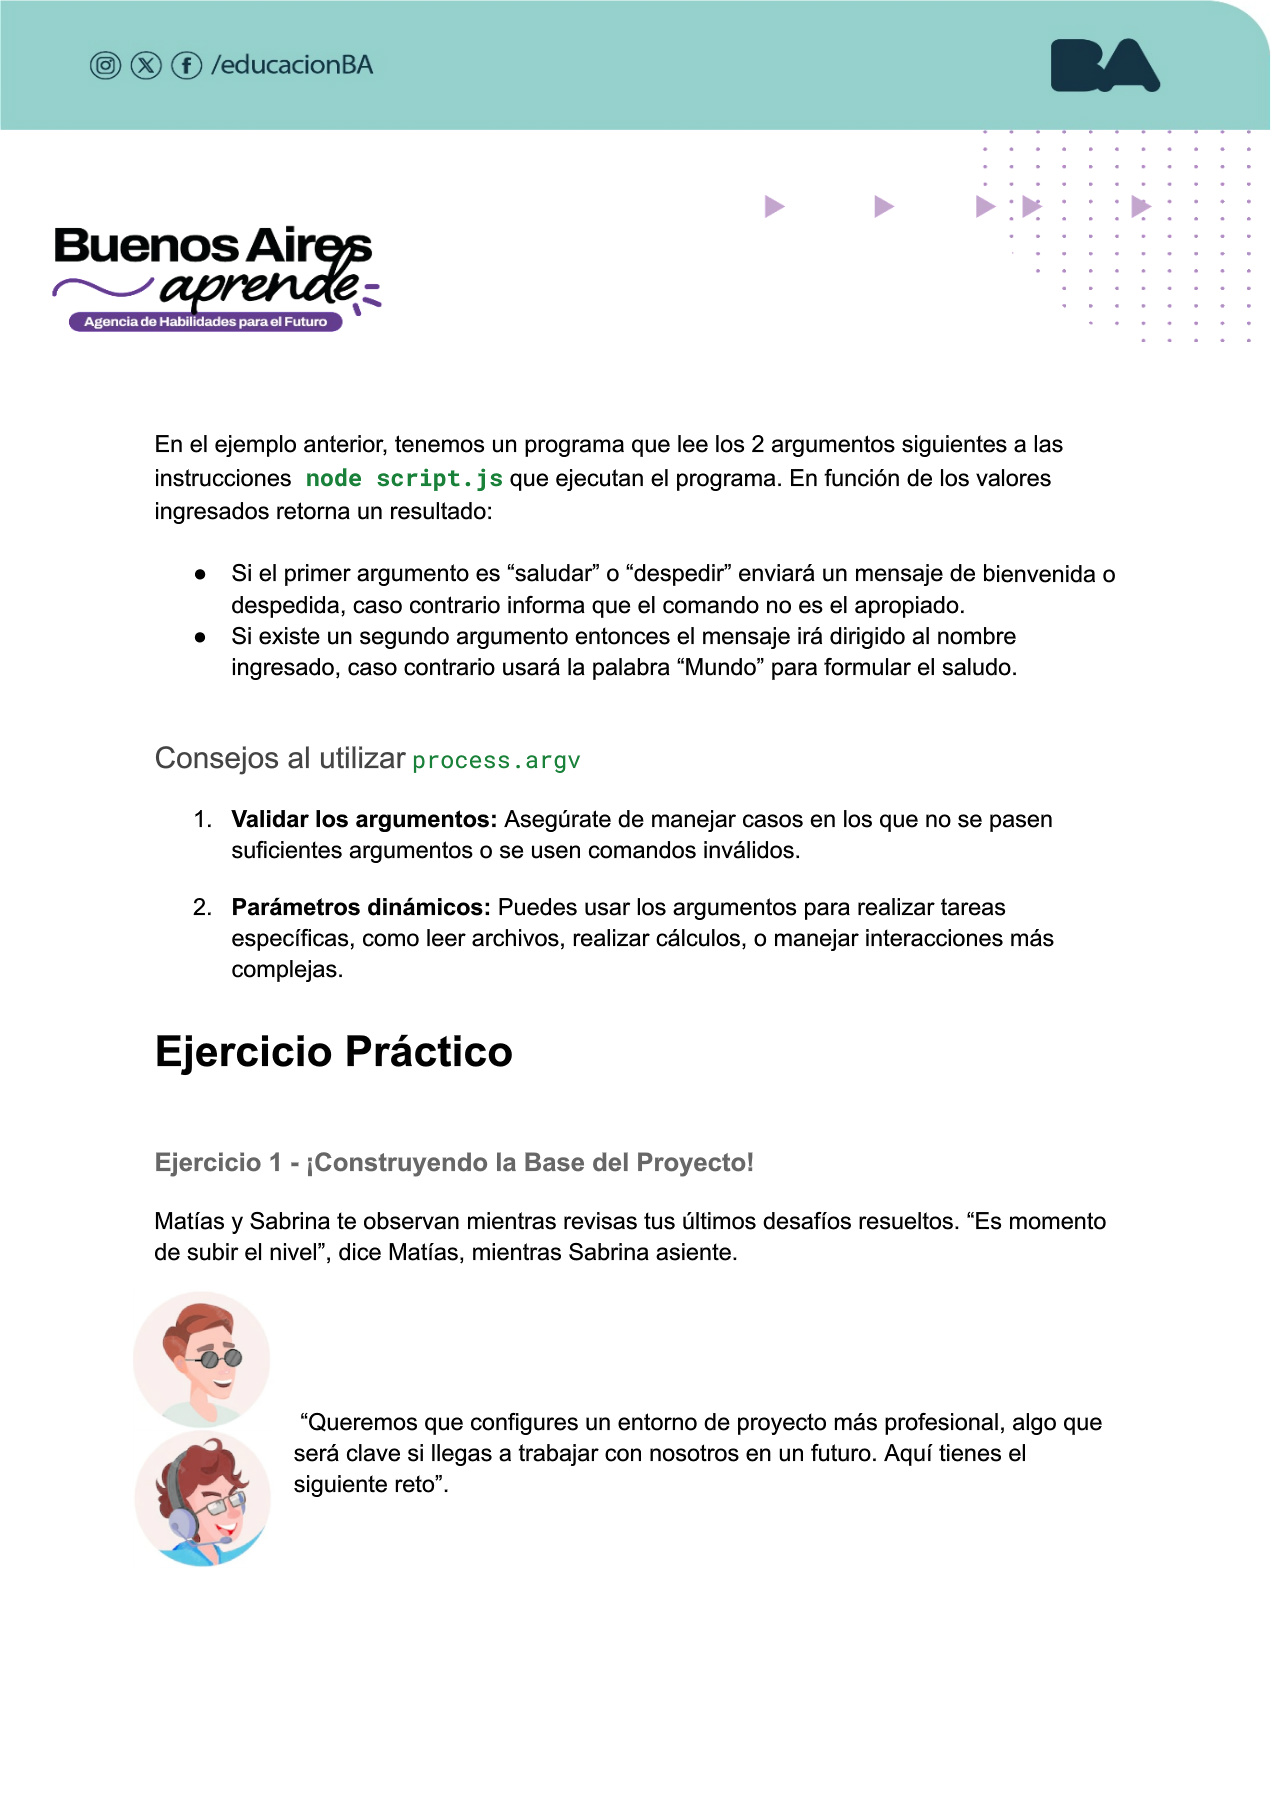 /educacionBA
BA
Buenos Aires
aprende
Agencia de Habilidades para el Futuro
En el ejemplo anterior, tenemos un programa que lee los 2 argumentos siguientes a las
instrucciones node script.js que ejecutan el programa. En función de los valores
ingresados retorna un resultado:
● Si el primer argumento es “saludar” o “despedir” enviará un mensaje de bienvenida o
despedida, caso contrario informa que el comando no es el apropiado.
● Si existe un segundo argumento entonces el mensaje irá dirigido al nombre
ingresado, caso contrario usará la palabra “Mundo” para formular el saludo.
Consejos al utilizar process.argv
1. Validar los argumentos: Asegúrate de manejar casos en los que no se pasen
suficientes argumentos o se usen comandos inválidos.
2. Parámetros dinámicos: Puedes usar los argumentos para realizar tareas
específicas, como leer archivos, realizar cálculos, o manejar interacciones más
complejas.
Ejercicio Práctico
Ejercicio 1 - ¡Construyendo la Base del Proyecto!
Matías y Sabrina te observan mientras revisas tus últimos desafíos resueltos. “Es momento
de subir el nivel”, dice Matías, mientras Sabrina asiente.
“Queremos que configures un entorno de proyecto más profesional, algo que
será clave si llegas a trabajar con nosotros en un futuro. Aquí tienes el
siguiente reto”.